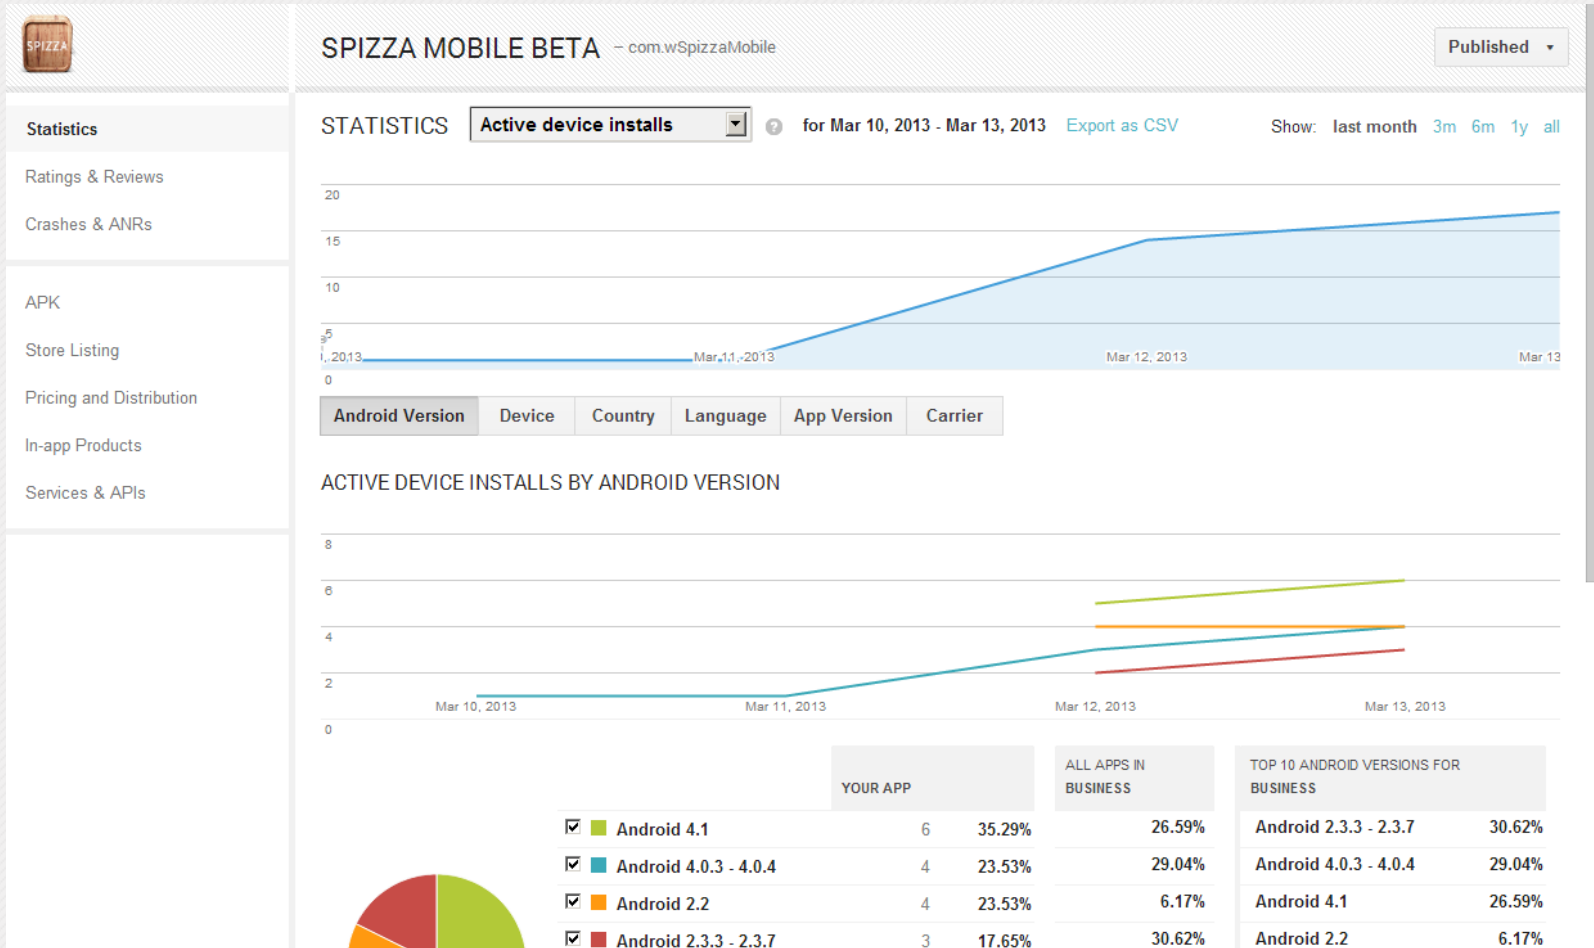 SPIZZA
SPIZZA MOBILE BETA – com.wSpizzaMobile
Published
Statistics
Ratings & Reviews
Crashes & ANRs
APK
Store Listing
Pricing and Distribution
In-app Products
Services & APIs
STATISTICS Active device installs ? for Mar 10, 2013 - Mar 13, 2013 Export as CSV Show: last month 3m 6m 1y all
20
15
10
5
, 2013 Mar 11, 2013 Mar 12, 2013 Mar 13
0
Android Version Device Country Language App Version Carrier
ACTIVE DEVICE INSTALLS BY ANDROID VERSION
8
6
4
2
Mar 10, 2013 Mar 11, 2013 Mar 12, 2013 Mar 13, 2013
0
YOUR APP
ALL APPS IN
BUSINESS
TOP 10 ANDROID VERSIONS FOR
BUSINESS
Android 4.1 6 35.29% 26.59% Android 2.3.3 - 2.3.7 30.62%
Android 4.0.3 - 4.0.4 4 23.53% 29.04% Android 4.0.3 - 4.0.4 29.04%
Android 2.2 4 23.53% 6.17% Android 4.1 26.59%
Android 2.3.3 - 2.3.7 3 17.65% 30.62% Android 2.2 6.17%